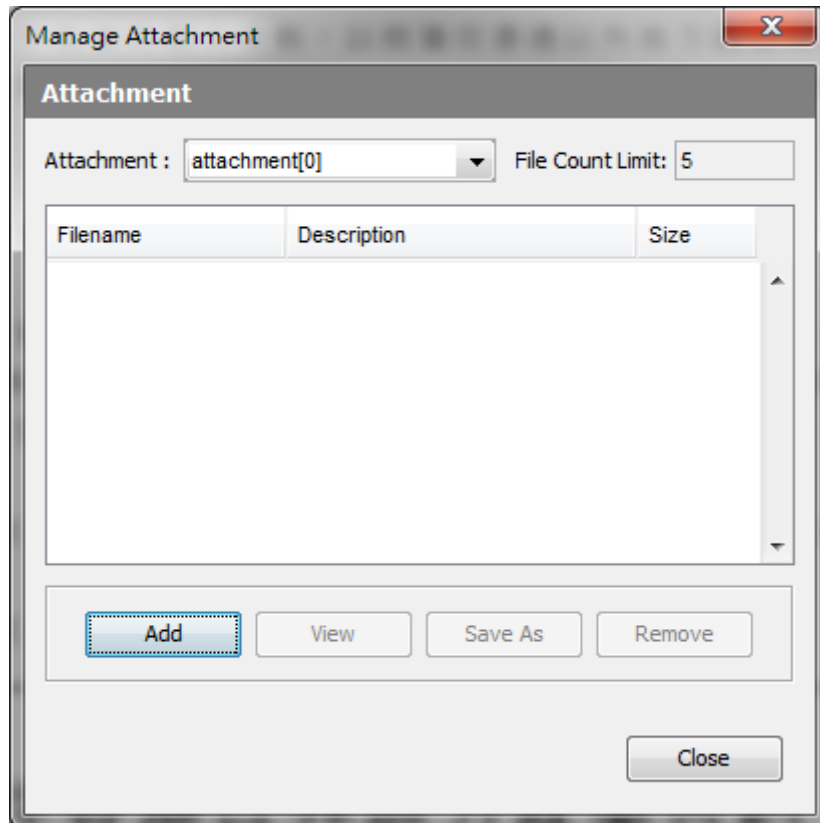 Manage Attachment
Attachment
Attachment : attachment[0] File Count Limit: 5
Filename Description Size
Add View Save As Remove
Close